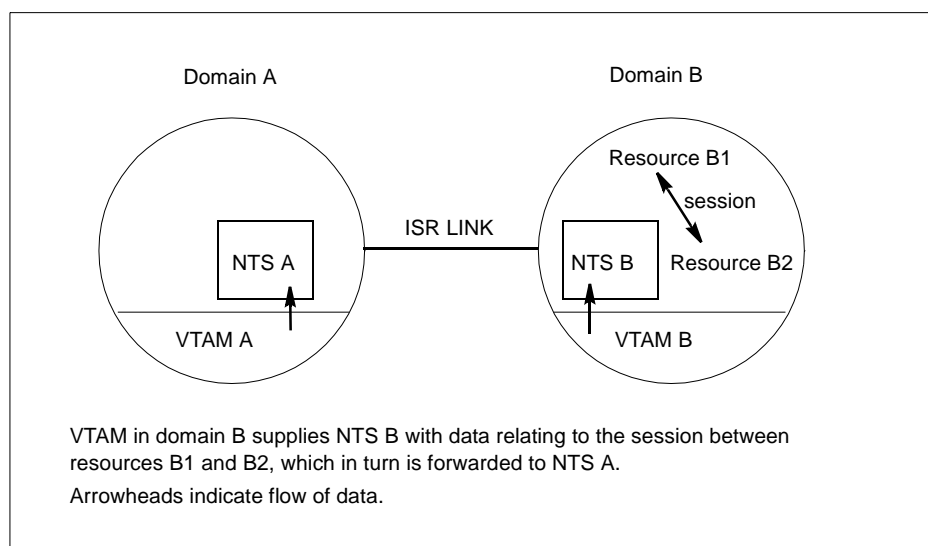 Domain A
Domain B
Resource B1
session
ISR LINK
NTS A
NTS B
Resource B2
VTAM A
VTAM B
VTAM in domain B supplies NTS B with data relating to the session between
resources B1 and B2, which in turn is forwarded to NTS A.
Arrowheads indicate flow of data.